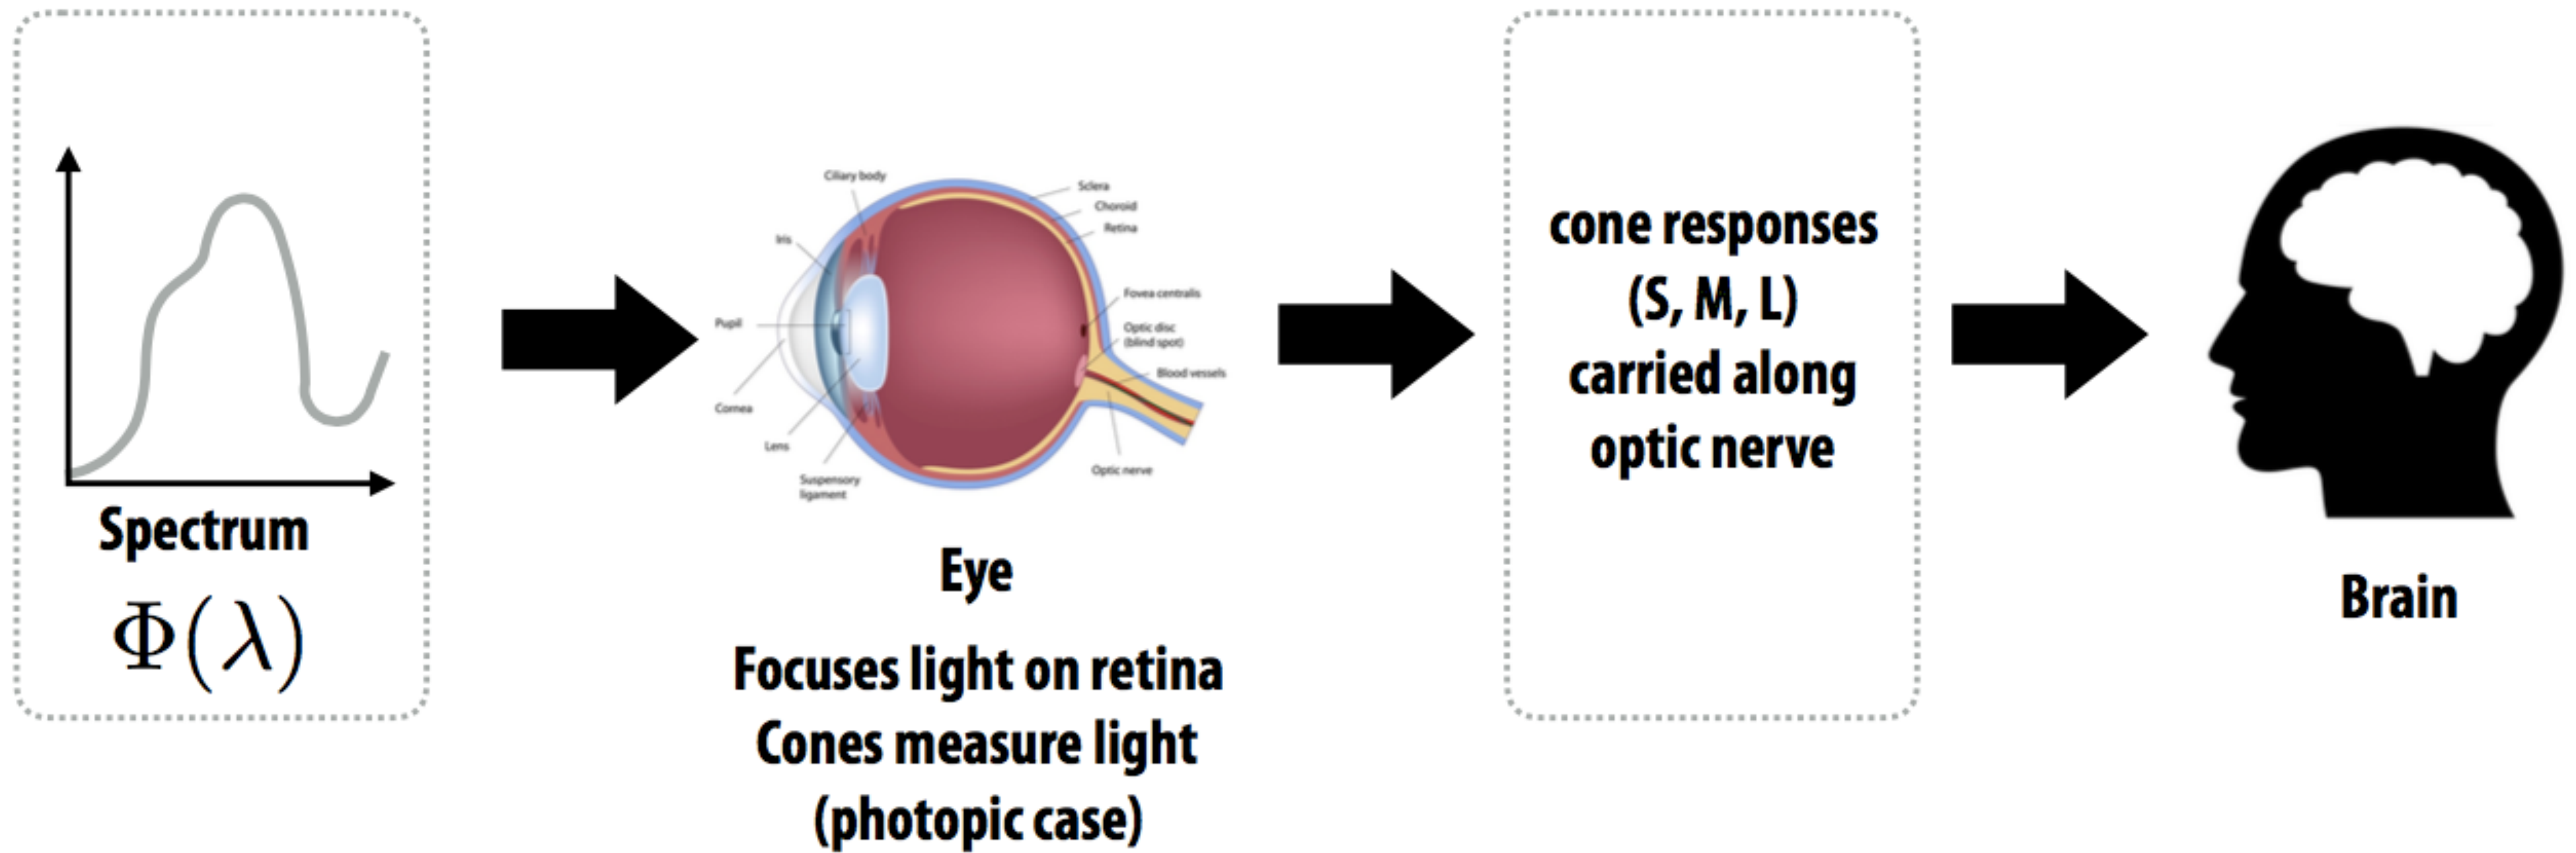 Spectrum
Φ(λ)
Ciliary body
Iris
Pupil
Cornea
Lens
Suspensory
ligament
Sclera
Choroid
Retina
Fovea centralis
Optic disc
(blind spot)
Blood vessels
Optic nerve
Eye
Focuses light on retina
Cones measure light
(photopic case)
cone responses
(S, M, L)
carried along
optic nerve
Brain